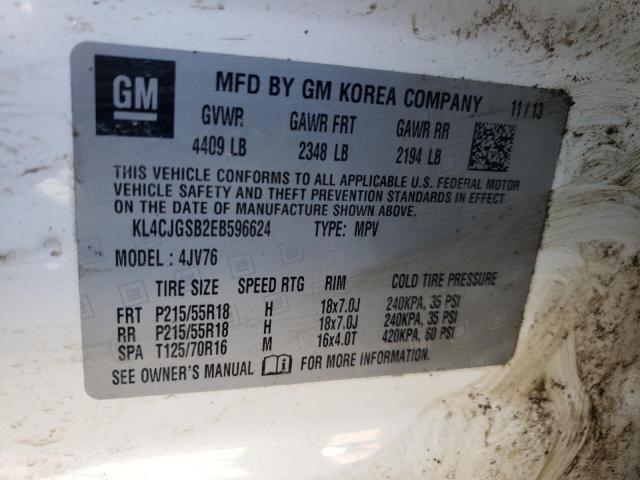 GM MFD BY GM KOREA COMPANY 11/13
GVWR GAWR FRT GAWR RR
4409 LB 2348 LB 2194 LB
THIS VEHICLE CONFORMS TO ALL APPLICABLE U.S. FEDERAL MOTOR
VEHICLE SAFETY AND THEFT PREVENTION STANDARDS IN EFFECT
ON THE DATE OF MANUFACTURE SHOWN ABOVE.
KL4CJGSB2EB596624 TYPE: MPV
MODEL: 4JV76
TIRE SIZE SPEED RTG RIM COLD TIRE PRESSURE
FRT P215/55R18 H 18x7.0J 240KPA, 35 PSI
RR P215/55R18 H 18x7.0J 240KPA, 35 PSI
SPA T125/70R16 M 16x4.0T 420KPA, 60 PSI
SEE OWNER'S MANUAL FOR MORE INFORMATION.